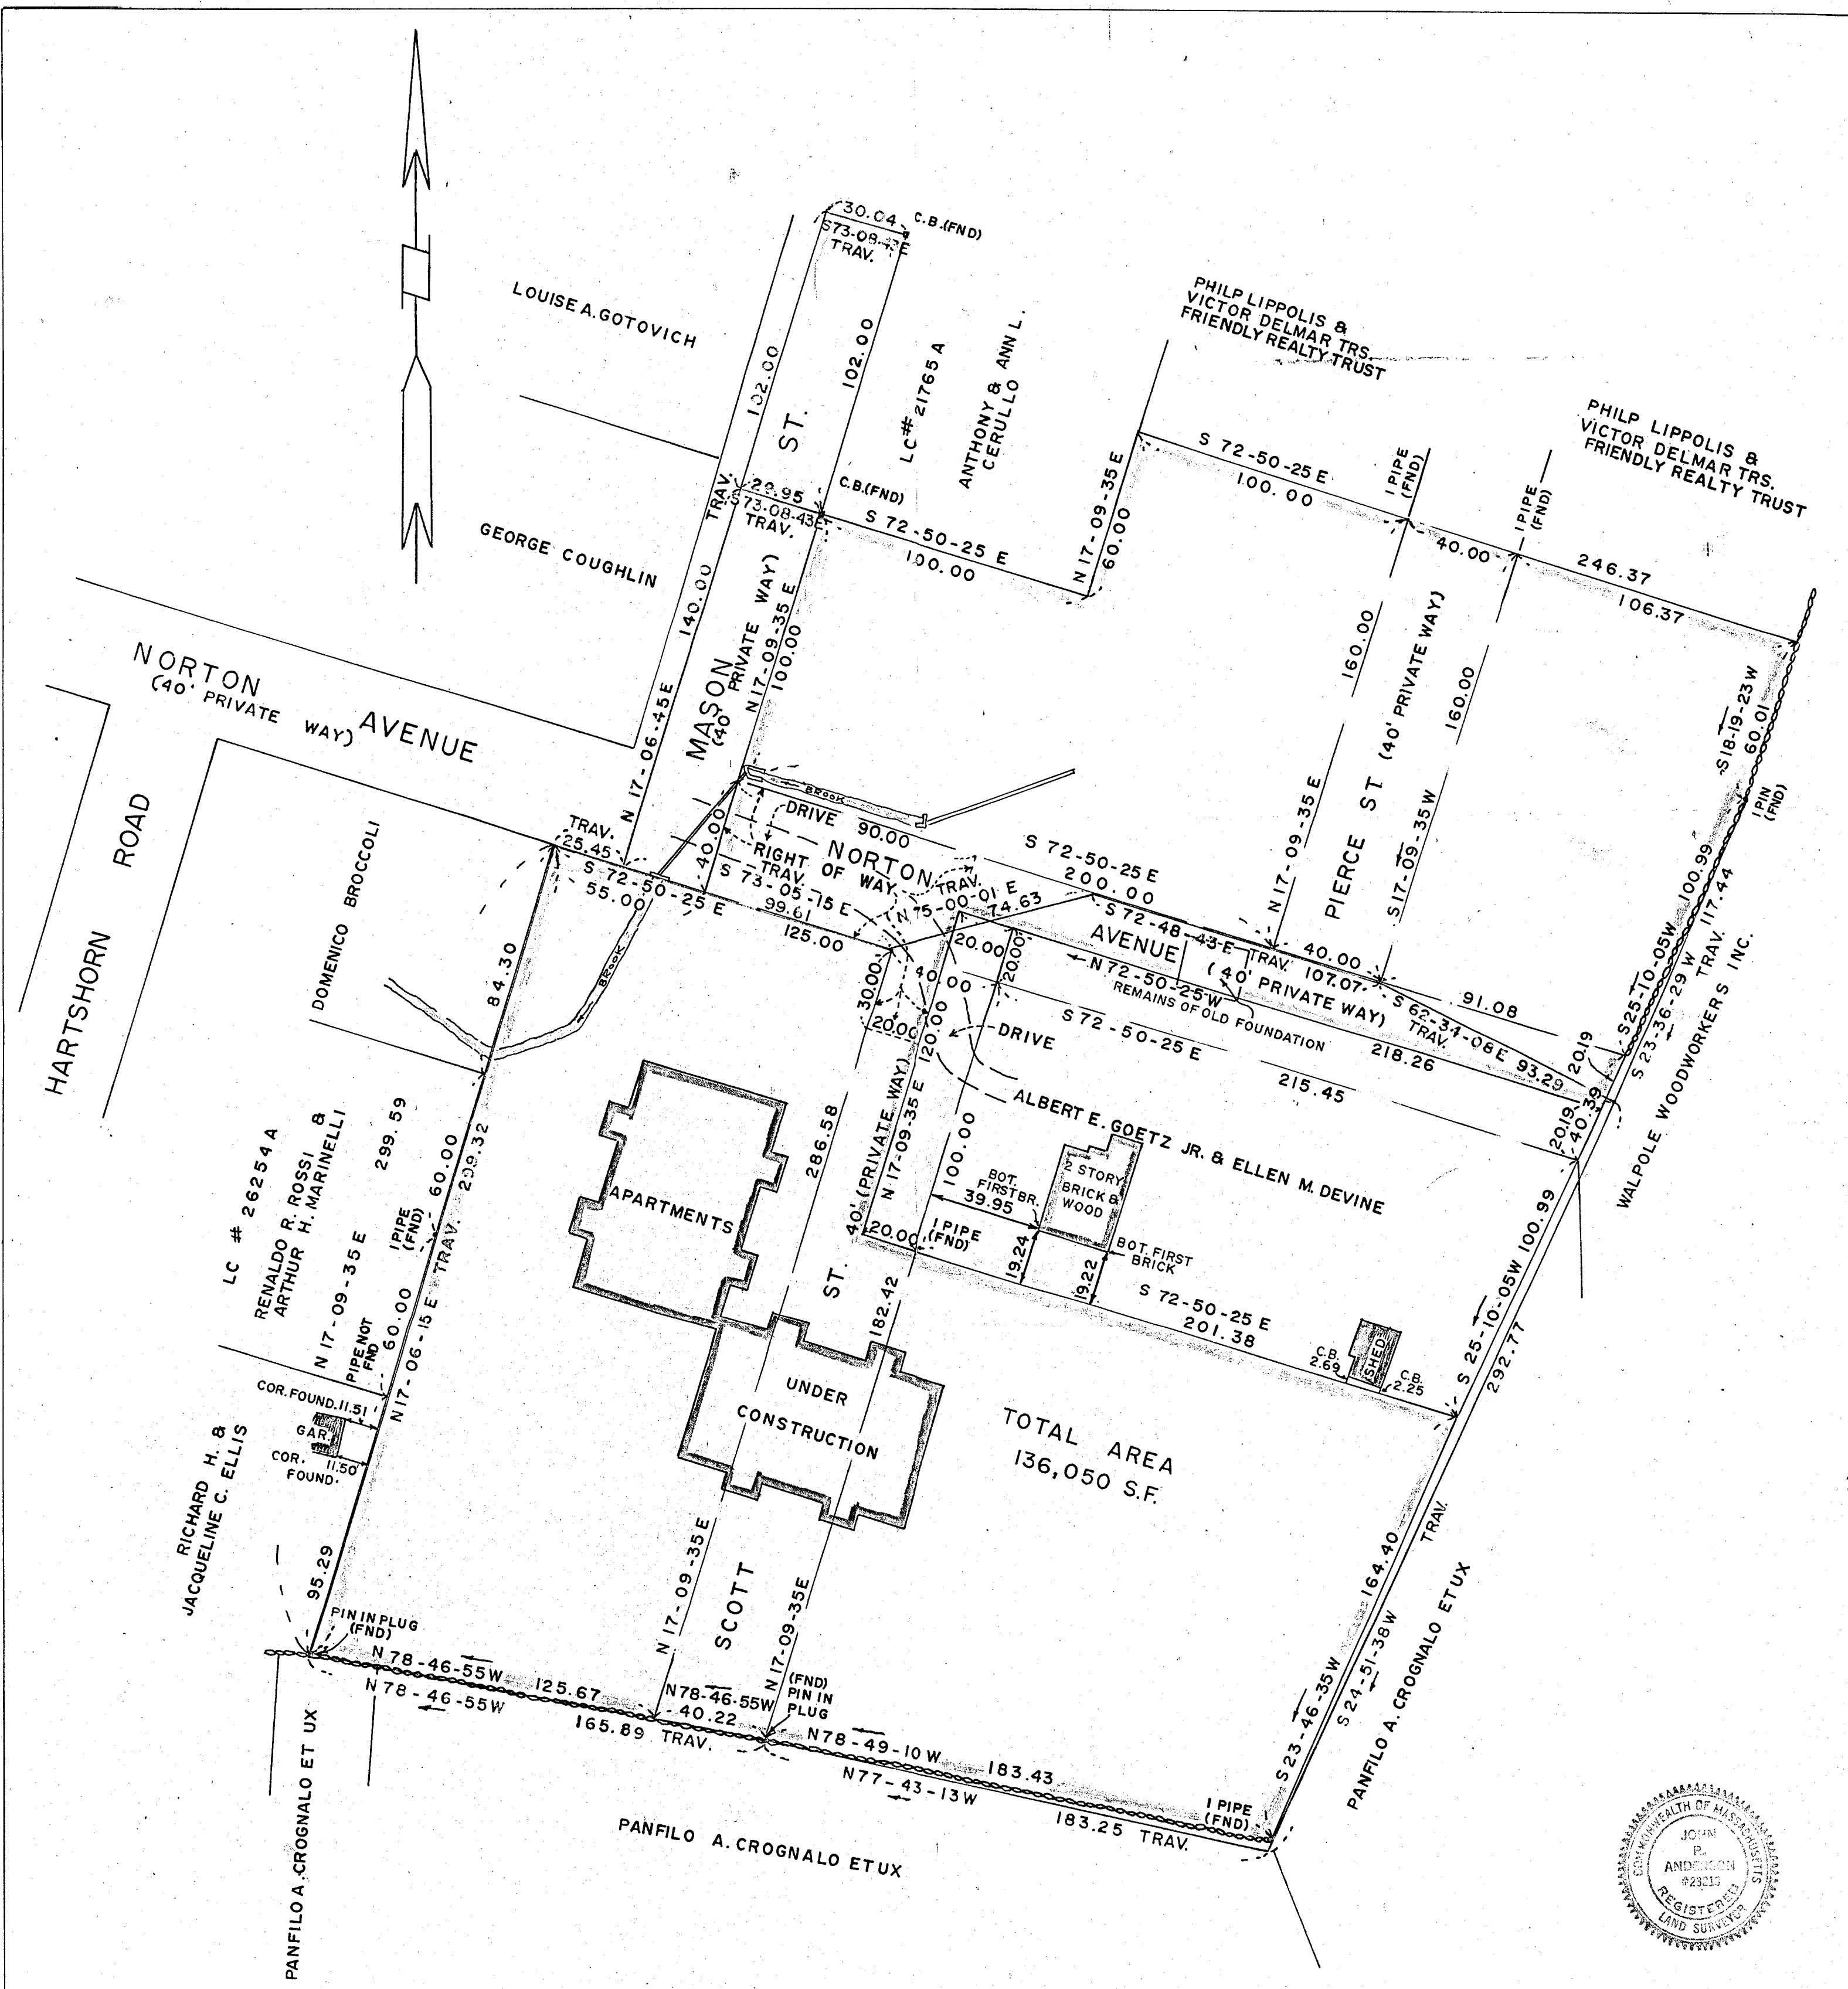 30.04
C.B.(FND)
S73-08-43E
TRAV.
LOUISE A. GOTOVICH
102.00
102.00
ST.
LC# 21765 A
ANTHONY & ANN L.
CERULLO
PHILP LIPPOLIS &
VICTOR DELMAR TRS.
FRIENDLY REALTY TRUST
PHILP LIPPOLIS &
VICTOR DELMAR TRS.
FRIENDLY REALTY TRUST
S 72-50-25 E
100.00
I PIPE
(FND)
I PIPE
(FND)
40.00
246.37
106.37
N 17-09-35 E
60.00
TRAV.
29.95
S73-08-43E
TRAV.
C.B.(FND)
S 72-50-25 E
100.00
GEORGE COUGHLIN
140.00
N 17-06-45E
MASON
(40' PRIVATE WAY)
N17-09-35 E
100.00
160.00
N 17-09-35 E
PIERCE ST (40' PRIVATE WAY)
160.00
S17-09-35W
S18-19-23W
60.01
I PIN
(FND)
NORTON AVENUE
(40' PRIVATE WAY)
HARTSHORN ROAD
DOMENICO BROCCOLI
TRAV.
25.45
S 72-50-25 E
55.00
BROOK
DRIVE
90.00
40.00
RIGHT OF WAY
TRAV.
S 73-05-15 E
99.61
125.00
NORTON
TRAV.
N 75-00-01 E
74.63
S 72-50-25 E
200.00
S 72-48-43 E TRAV. 107.07
AVENUE
(40' PRIVATE WAY)
40.00
91.08
S 62-34-08 E
TRAV.
93.29
S25-10-05W 100.99
S 23-36-29 W TRAV. 117.44
WALPOLE WOODWORKERS INC.
20.19
20.19
40.39
N 72-50-25W
REMAINS OF OLD FOUNDATION
218.26
20.00
20.00
40.00
30.00
20.00
120.00
DRIVE
S 72-50-25 E
215.45
BROOK
84.30
ALBERT E. GOETZ JR. & ELLEN M. DEVINE
APARTMENTS
286.58
40' (PRIVATE WAY)
N 17-09-35 E
100.00
BOT.
FIRST BR.
39.95
2 STORY
BRICK &
WOOD
20.00
I PIPE
(FND)
19.24
19.22
BOT. FIRST
BRICK
S 72-50-25 E
201.38
C.B.
2.69
SHED
C.B.
2.25
S 25-10-05W 100.99
292.77
LC # 26254 A
RENALDO R. ROSSI &
ARTHUR H. MARINELLI
N 17-09-35 E
299.59
I PIPE
(FND)
60.00
PIPE NOT
FND
60.00
N17-06-15 E TRAV. 299.32
ST.
182.42
UNDER
CONSTRUCTION
TOTAL AREA
136,050 S.F.
COR. FOUND. 11.51
GAR.
COR.
FOUND.
11.50
RICHARD H. &
JACQUELINE C. ELLIS
95.29
PIN IN PLUG
(FND)
N 17-09-35E
SCOTT
N 17-09-35E
164.40
S 23-46-35W
S 24-51-38W
TRAV.
PANFILO A. CROGNALO ET UX
N 78-46-55W
125.67
N 78-46-55W
165.89 TRAV.
N78-46-55W
40.22
(FND)
PIN IN
PLUG
N78-49-10 W
183.43
N77-43-13W
183.25 TRAV.
I PIPE
(FND)
PANFILO A. CROGNALO ET UX
PANFILO A. CROGNALO ET UX
COMMONWEALTH OF MASSACHUSETTS
JOHN
P.
ANDERSON
REGISTERED
LAND SURVEYOR